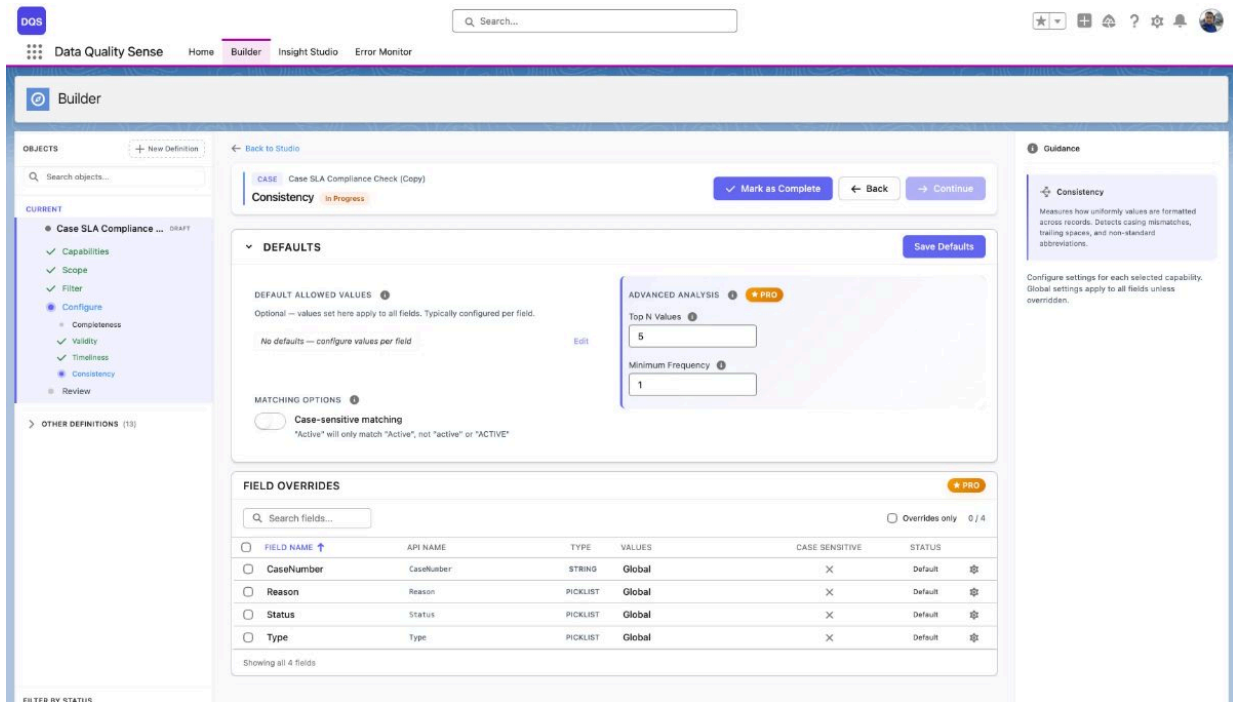 DQS
Search...
Data Quality Sense
Home
Builder
Insight Studio
Error Monitor
Builder
OBJECTS
+ New Definition
Search objects...
CURRENT
Case SLA Compliance ... DRAFT
Capabilities
Scope
Filter
Configure
Completeness
Validity
Timeliness
Consistency
Review
OTHER DEFINITIONS (13)
FILTER BY STATUS
← Back to Studio
CASE Case SLA Compliance Check (Copy)
Consistency In Progress
✓ Mark as Complete
← Back
→ Continue
DEFAULTS
Save Defaults
DEFAULT ALLOWED VALUES
Optional — values set here apply to all fields. Typically configured per field.
No defaults — configure values per field
Edit
MATCHING OPTIONS
Case-sensitive matching
"Active" will only match "Active", not "active" or "ACTIVE"
ADVANCED ANALYSIS ★ PRO
Top N Values
5
Minimum Frequency
1
FIELD OVERRIDES
★ PRO
Search fields...
Overrides only 0 / 4
FIELD NAME ↑ API NAME TYPE VALUES CASE SENSITIVE STATUS
CaseNumber CaseNumber STRING Global × Default
Reason Reason PICKLIST Global × Default
Status Status PICKLIST Global × Default
Type Type PICKLIST Global × Default
Showing all 4 fields
Guidance
Consistency
Measures how uniformly values are formatted
across records. Detects casing mismatches,
trailing spaces, and non-standard
abbreviations.
Configure settings for each selected capability.
Global settings apply to all fields unless
overridden.